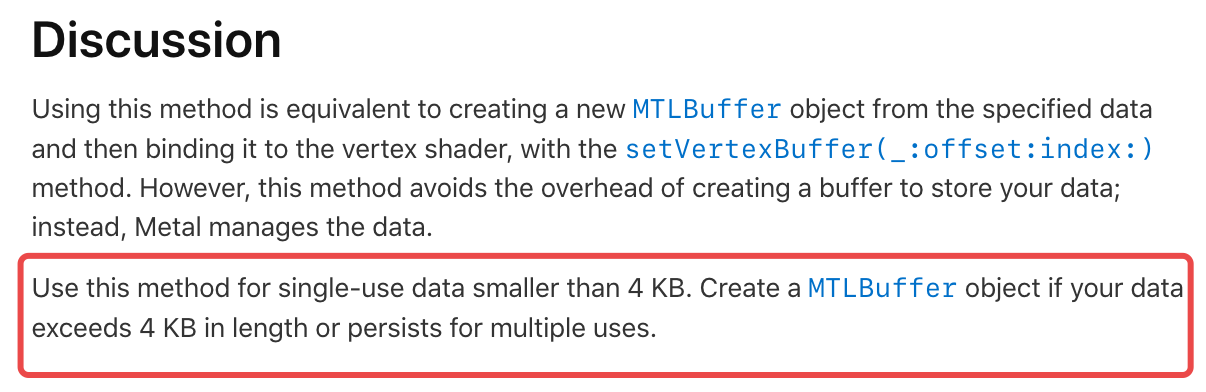 Discussion
Using this method is equivalent to creating a new MTLBuffer object from the specified data
and then binding it to the vertex shader, with the setVertexBuffer(_:offset:index:)
method. However, this method avoids the overhead of creating a buffer to store your data;
instead, Metal manages the data.
Use this method for single-use data smaller than 4 KB. Create a MTLBuffer object if your data
exceeds 4 KB in length or persists for multiple uses.